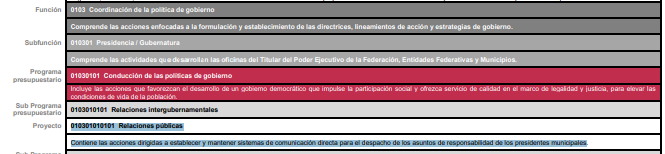 Función 0103 Coordinación de la política de gobierno
Comprende las acciones enfocadas a la formulación y establecimiento de las directrices, lineamientos de acción y estrategias de gobierno.
Subfunción 010301 Presidencia / Gubernatura
Comprende las actividades que desarrollan las oficinas del Titular del Poder Ejecutivo de la Federación, Entidades Federativas y Municipios.
Programa
presupuestario 01030101 Conducción de las políticas de gobierno
Incluye las acciones que favorezcan el desarrollo de un gobierno democrático que impulse la participación social y ofrezca servicio de calidad en el marco de legalidad y justicia, para elevar las
condiciones de vida de la población.
Sub Programa
presupuestario 0103010101 Relaciones intergubernamentales
Proyecto 010301010101 Relaciones públicas
Contiene las acciones dirigidas a establecer y mantener sistemas de comunicación directa para el despacho de los asuntos de responsabilidad de los presidentes municipales.